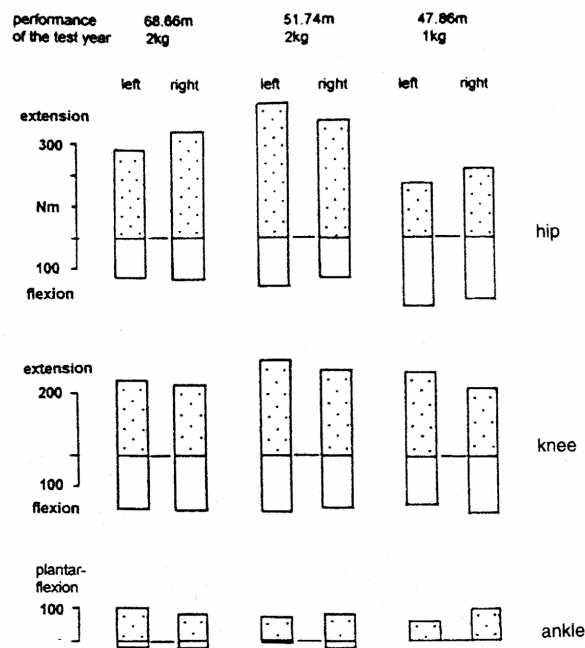 performance 68.66m 51.74m 47.86m
of the test year 2kg 2kg 1kg
left right left right left right
extension
300
Nm
hip
100
flexion
extension
200
knee
100
flexion
plantar-
flexion
100
ankle